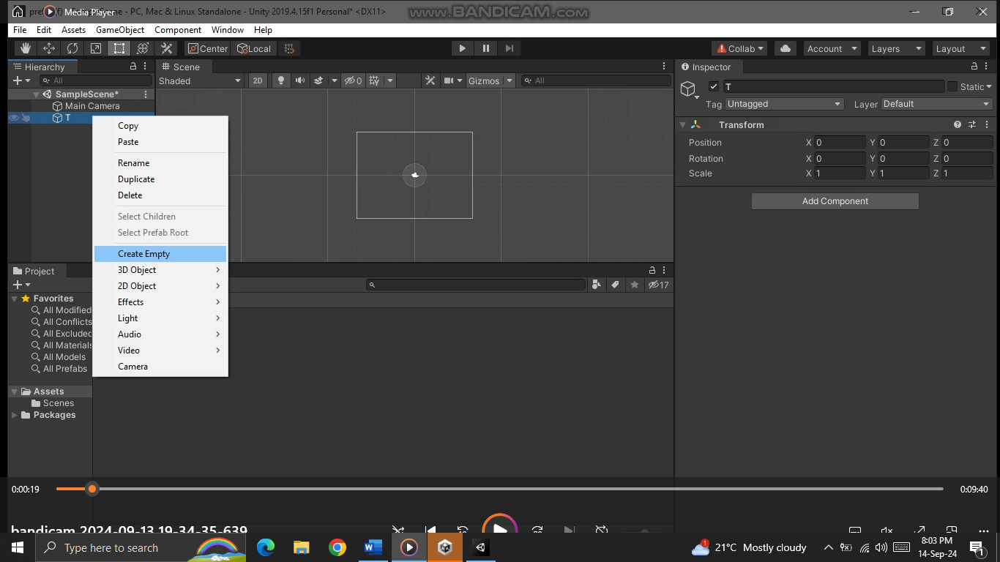 pref
Media Player
Scene - PC, Mac & Linux Standalone - Unity 2019.4.15f1 Personal* <DX11>
www.BANDICAM.com
File Edit Assets GameObject Component Window Help
Center Local Collab Account Layers Layout
Hierarchy
All
SampleScene*
Main Camera
T
Scene
Shaded 2D 0 Gizmos All
Copy
Paste
Rename
Duplicate
Delete
Select Children
Select Prefab Root
Create Empty
3D Object
2D Object
Effects
Light
Audio
Video
Camera
Inspector
T Static
Tag Untagged Layer Default
Transform
Position X 0 Y 0 Z 0
Rotation X 0 Y 0 Z 0
Scale X 1 Y 1 Z 1
Add Component
Project
17
Favorites
All Modified
All Conflicts
All Excluded
All Materials
All Models
All Prefabs
Assets
Scenes
Packages
0:00:19 0:09:40
bandicam 2024-09-13 19-34-35-639
Type here to search
1 21°C Mostly cloudy
8:03 PM
14-Sep-24
1